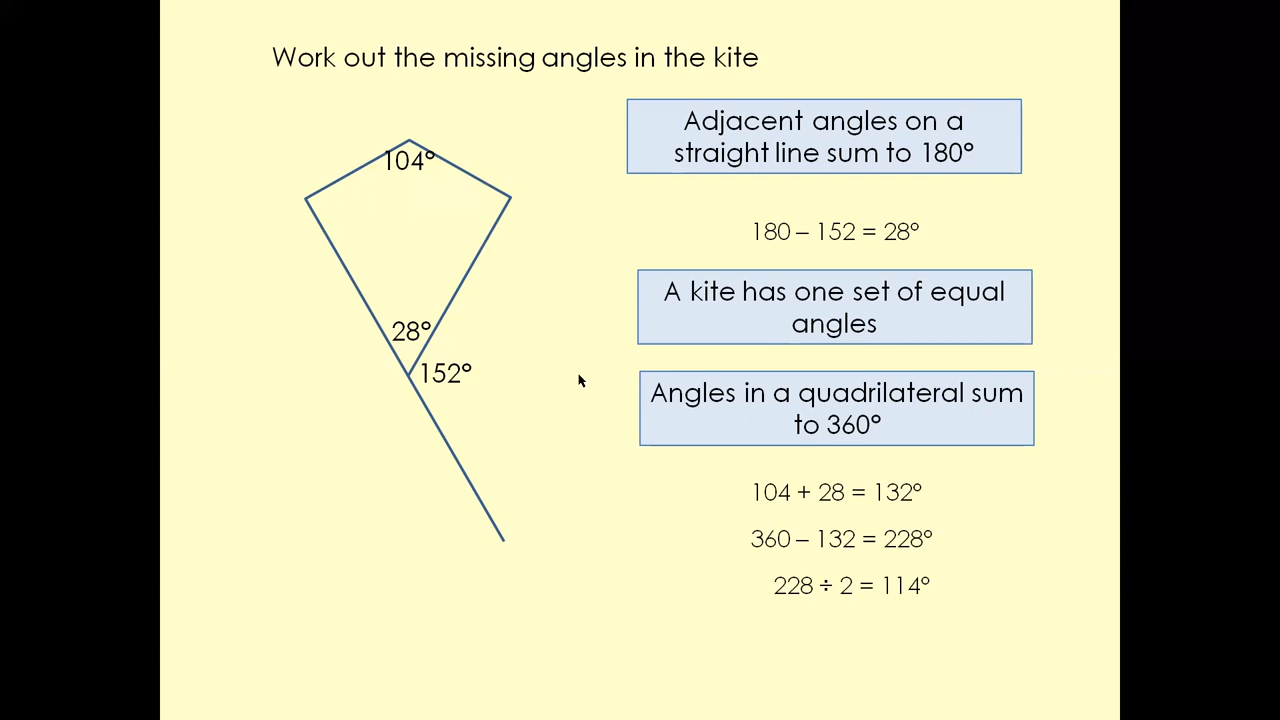 Work out the missing angles in the kite
104°
28°
152°
Adjacent angles on a
straight line sum to 180°
180 – 152 = 28°
A kite has one set of equal
angles
Angles in a quadrilateral sum
to 360°
104 + 28 = 132°
360 – 132 = 228°
228 ÷ 2 = 114°